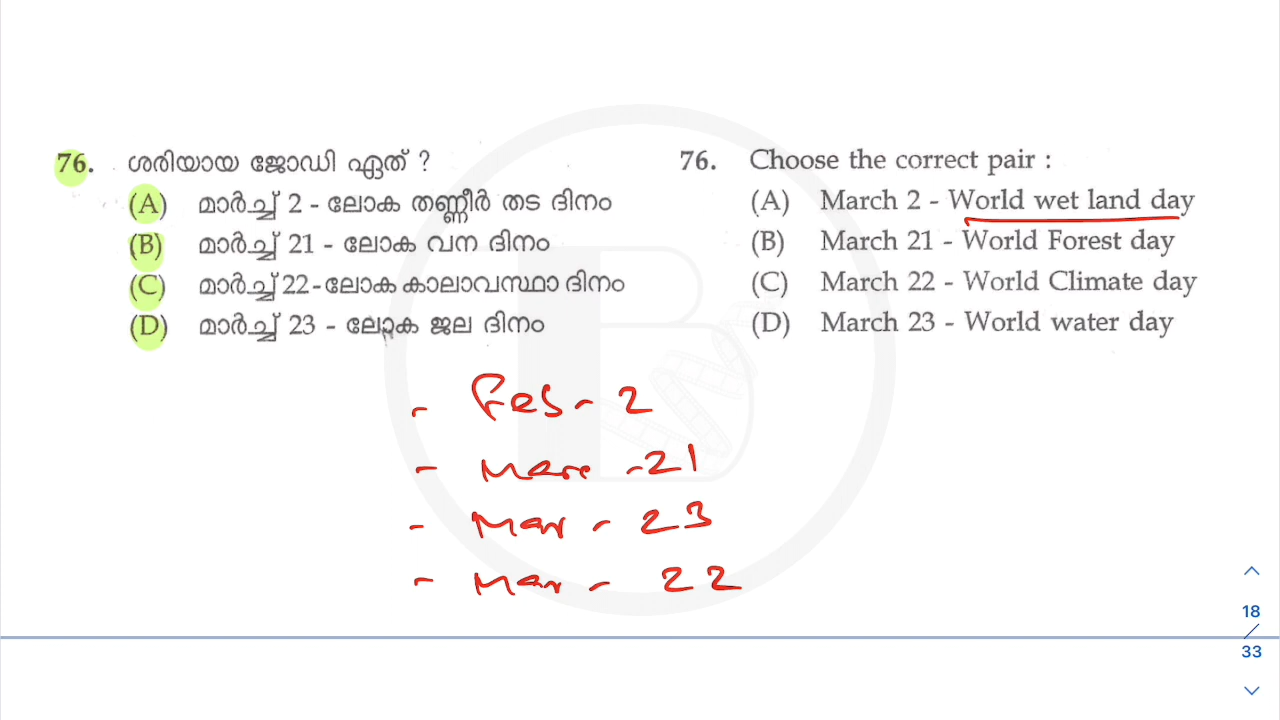 76. ശരിയായ ജോഡി ഏത് ?
(A) മാർച്ച് 2 - ലോക തണ്ണീർ തട ദിനം
(B) മാർച്ച് 21 - ലോക വന ദിനം
(C) മാർച്ച് 22 - ലോക കാലാവസ്ഥാ ദിനം
(D) മാർച്ച് 23 - ലോക ജല ദിനം
76. Choose the correct pair :
(A) March 2 - World wet land day
(B) March 21 - World Forest day
(C) March 22 - World Climate day
(D) March 23 - World water day
- Feb - 2
- Mar - 21
- Mar - 23
- Mar - 22
18
/
33